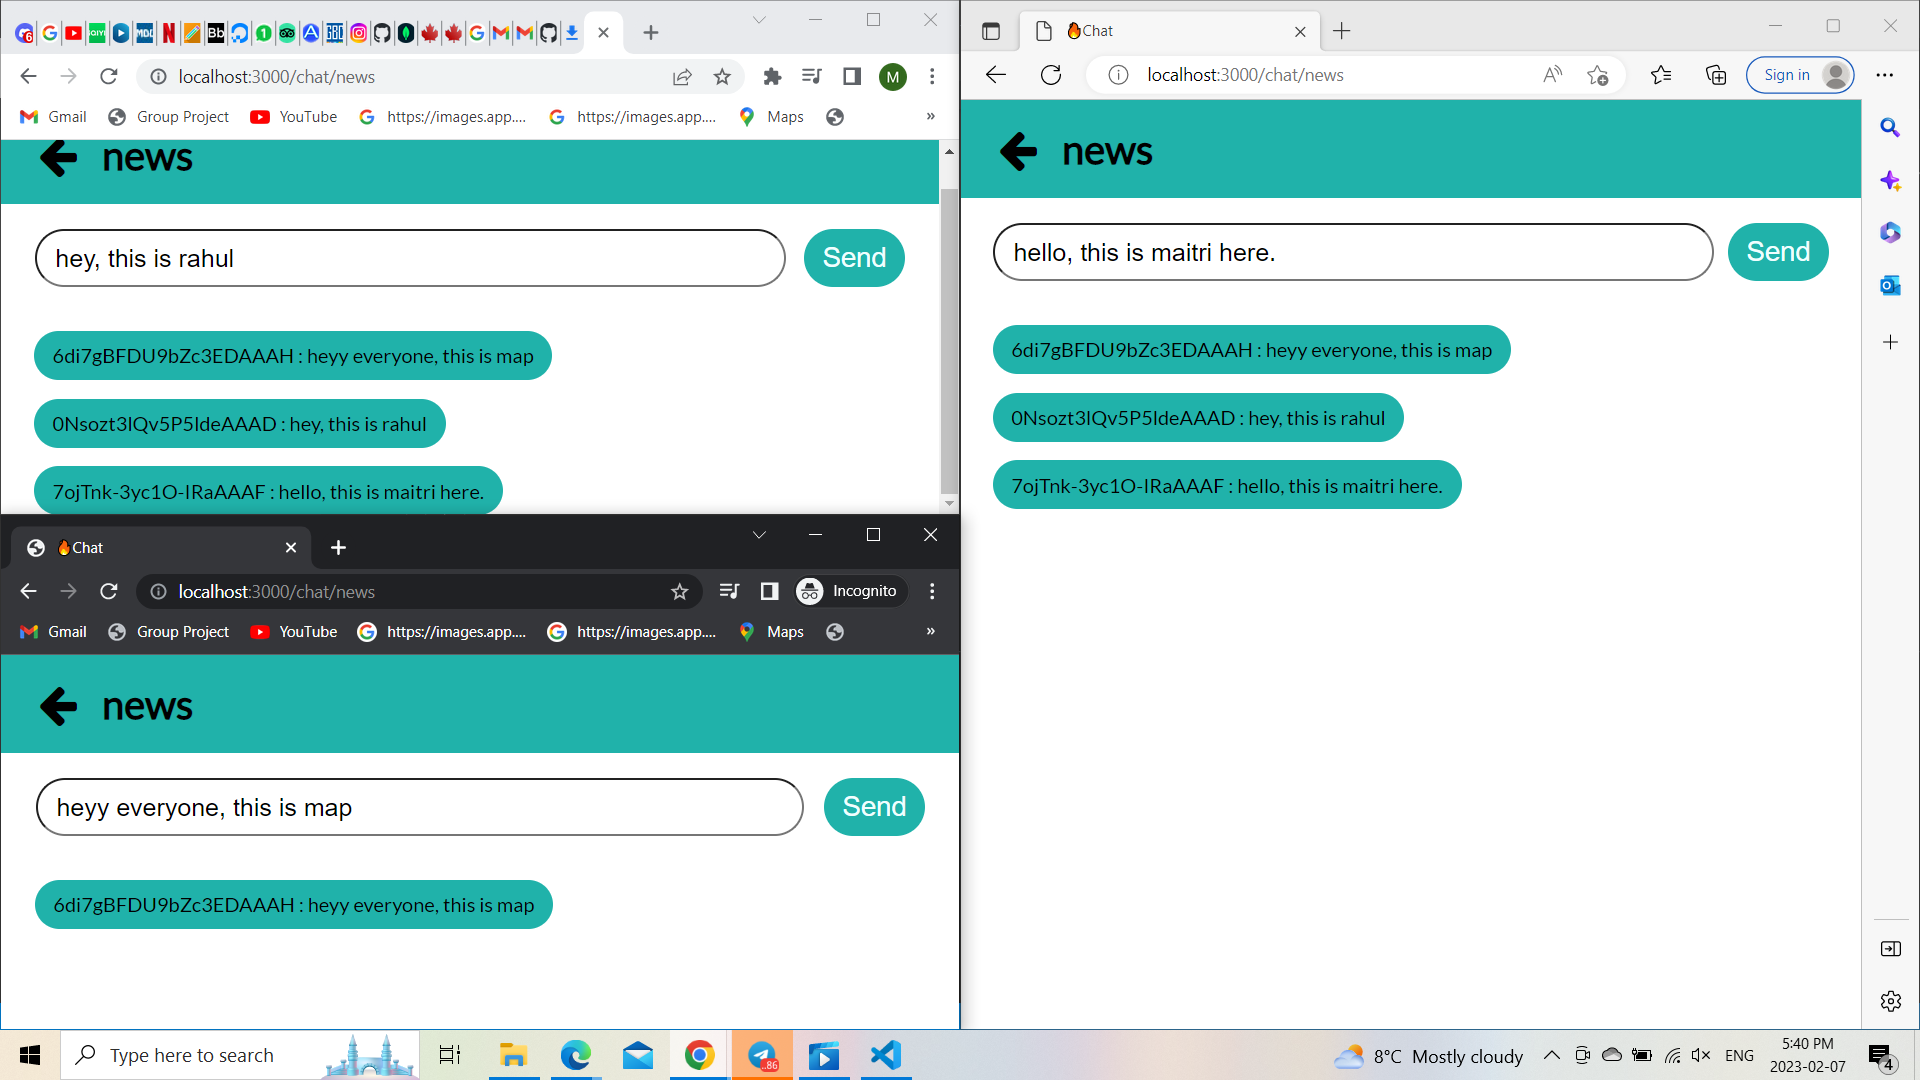 localhost:3000/chat/news
Gmail
Group Project
YouTube
https://images.app....
https://images.app....
Maps
»
M
news
hey, this is rahul
Send
6di7gBFDU9bZc3EDAAAH : heyy everyone, this is map
0Nsozt3lQv5P5ldeAAAD : hey, this is rahul
7ojTnk-3yc1O-IRaAAAF : hello, this is maitri here.
🔥Chat
localhost:3000/chat/news
Incognito
Gmail
Group Project
YouTube
https://images.app....
https://images.app....
Maps
»
news
heyy everyone, this is map
Send
6di7gBFDU9bZc3EDAAAH : heyy everyone, this is map
🔥Chat
localhost:3000/chat/news
Sign in
news
hello, this is maitri here.
Send
6di7gBFDU9bZc3EDAAAH : heyy everyone, this is map
0Nsozt3lQv5P5ldeAAAD : hey, this is rahul
7ojTnk-3yc1O-IRaAAAF : hello, this is maitri here.
Type here to search
..86
8°C Mostly cloudy
ENG
5:40 PM
2023-02-07
4